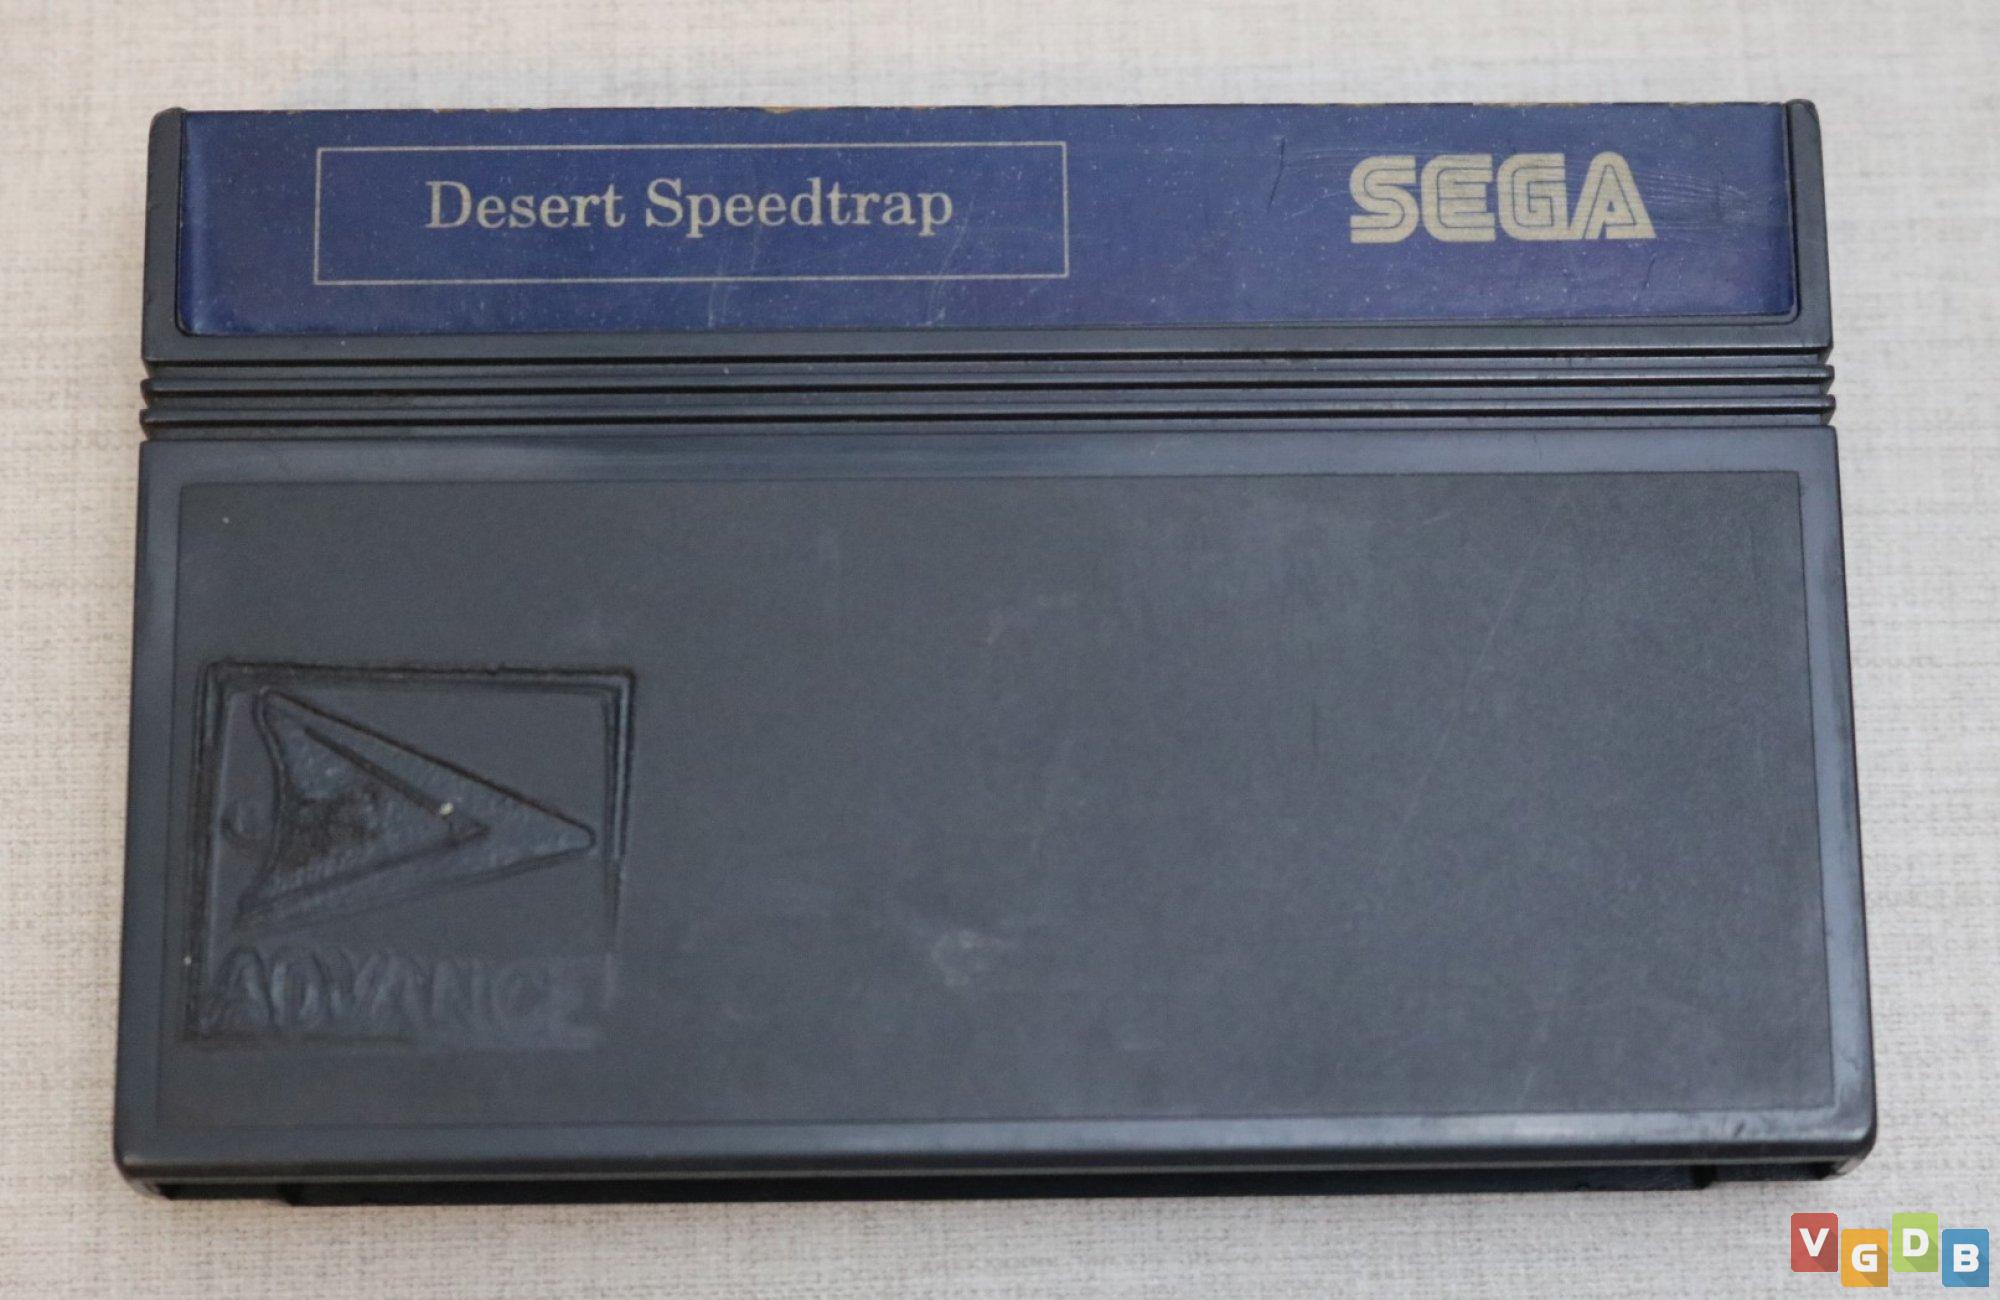 Desert Speedtrap
SEGA
ADVANCE
VGDB